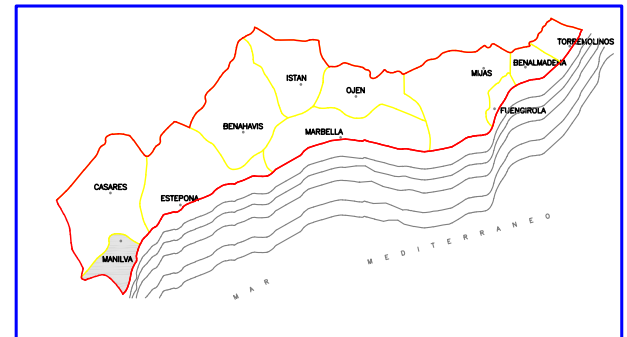 TORREMOLINOS
BENALMADENA
MIJAS
ISTAN
OJEN
FUENGIROLA
BENAHAVIS
MARBELLA
CASARES
ESTEPONA
MANILVA
MAR MEDITERRANEO